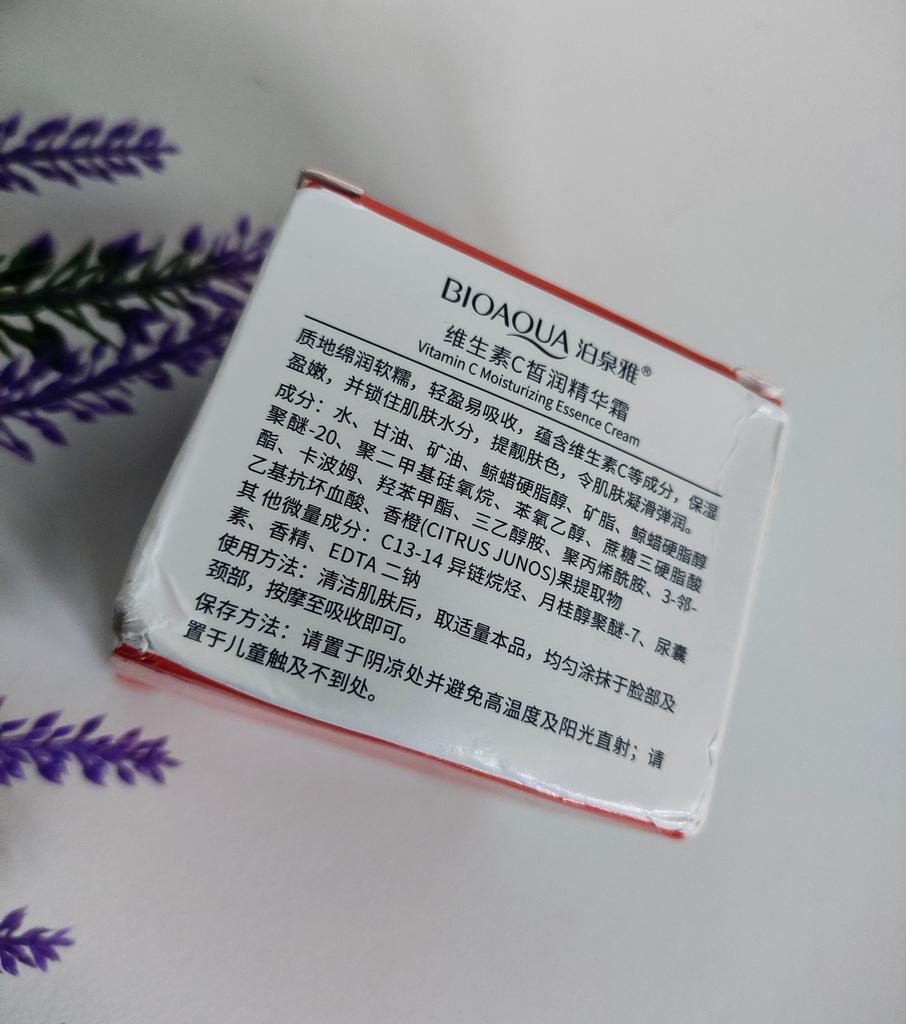 BIOAQUA 泊泉雅®
维生素C皙润精华霜
Vitamin C Moisturizing Essence Cream
质地绵润软糯，轻盈易吸收，蕴含维生素C等成分，保湿
盈嫩，并锁住肌肤水分，提靓肤色，令肌肤凝滑弹润。
成分：水、甘油、矿油、鲸蜡硬脂醇、矿脂、鲸蜡硬脂醇
聚醚-20、聚二甲基硅氧烷、苯氧乙醇、蔗糖三硬脂酸
酯、卡波姆、羟苯甲酯、三乙醇胺、聚丙烯酰胺、3-邻-
乙基抗坏血酸、香橙(CITRUS JUNOS)果提取物
其他微量成分：C13-14 异链烷烃、月桂醇聚醚-7、尿囊
素、香精、EDTA 二钠
使用方法：清洁肌肤后，取适量本品，均匀涂抹于脸部及
颈部，按摩至吸收即可。
保存方法：请置于阴凉处并避免高温度及阳光直射；请
置于儿童触及不到处。